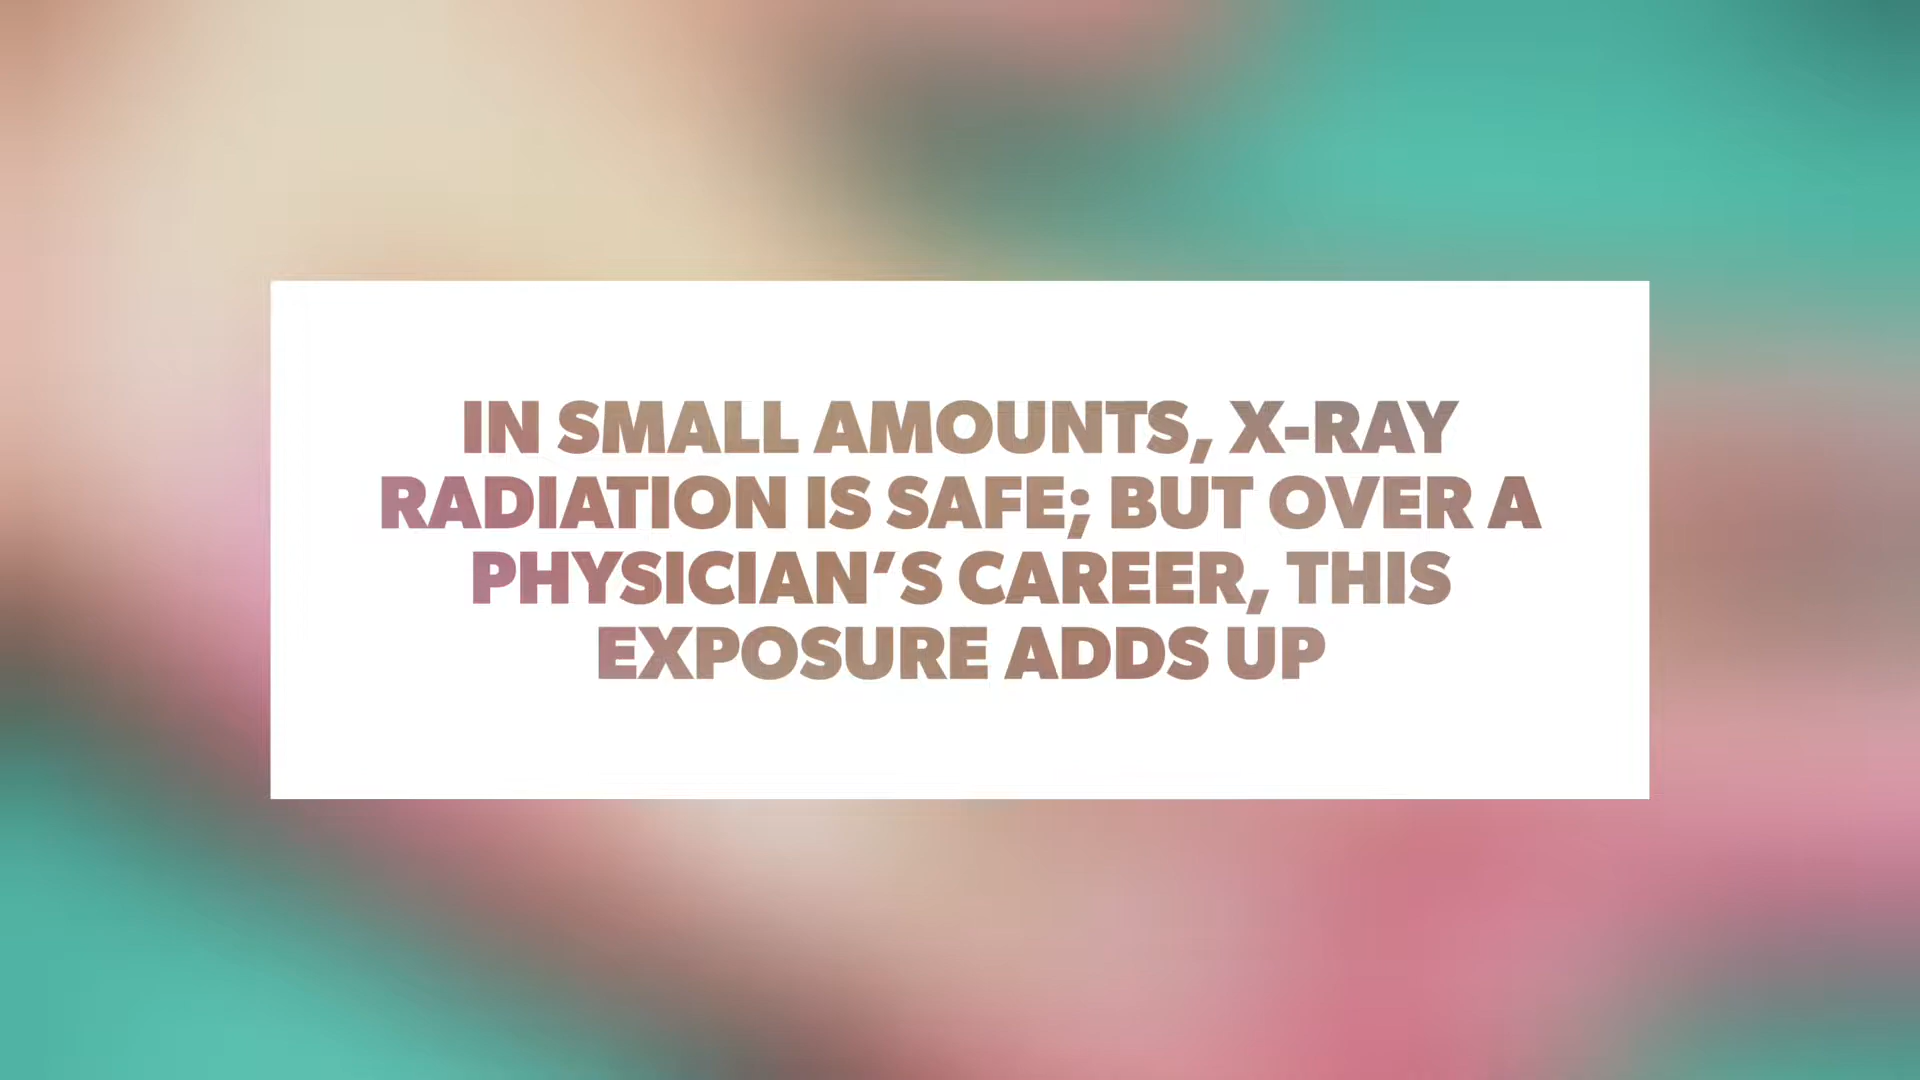 IN SMALL AMOUNTS, X-RAY
RADIATION IS SAFE; BUT OVER A
PHYSICIAN’S CAREER, THIS
EXPOSURE ADDS UP